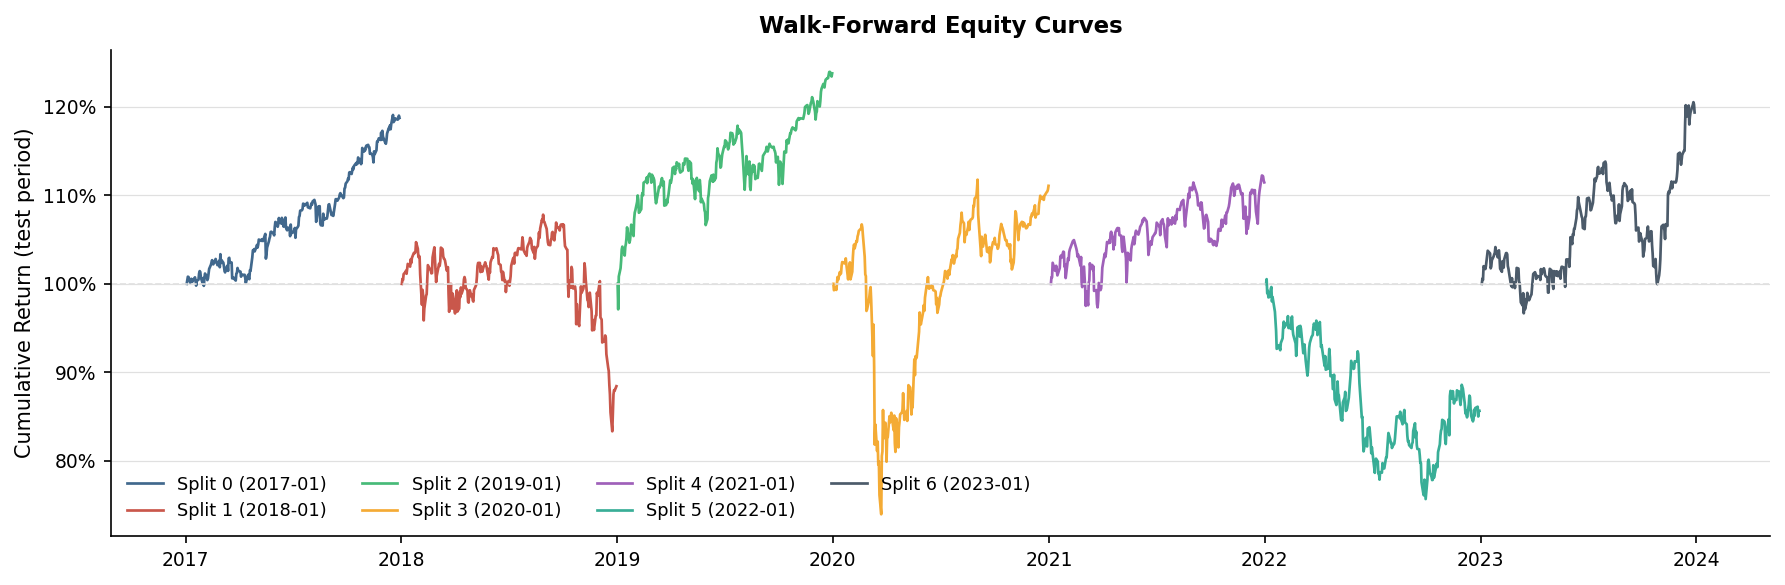 Walk-Forward Equity Curves
Cumulative Return (test period)
120%
110%
100%
90%
80%
Split 0 (2017-01)
Split 1 (2018-01)
Split 2 (2019-01)
Split 3 (2020-01)
Split 4 (2021-01)
Split 5 (2022-01)
Split 6 (2023-01)
2017 2018 2019 2020 2021 2022 2023 2024